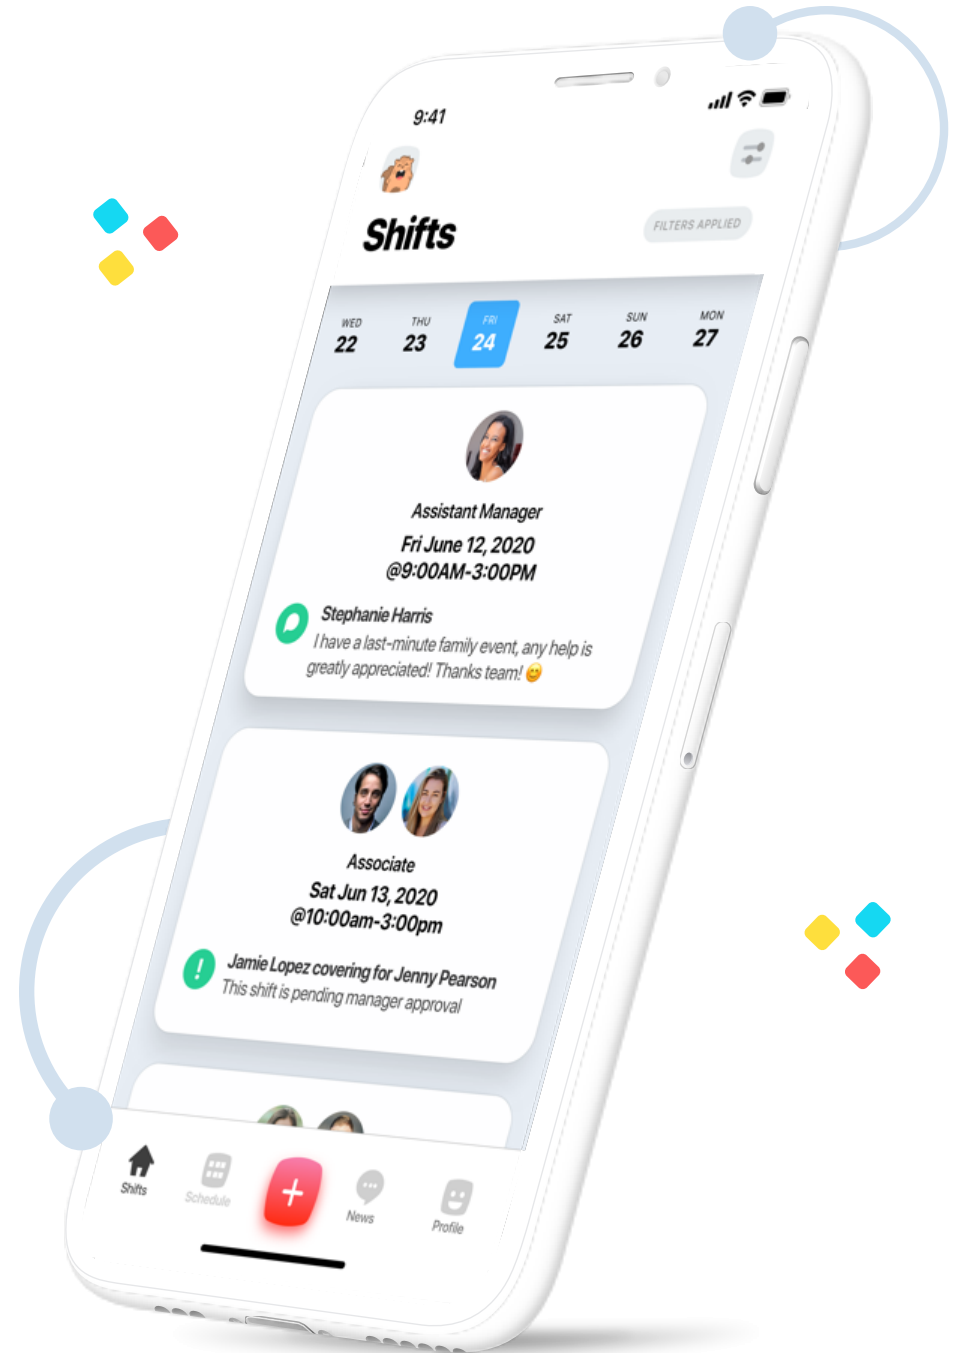 9:41
Shifts
FILTERS APPLIED
WED THU FRI SAT SUN MON
22 23 24 25 26 27
Assistant Manager
Fri June 12, 2020
@9:00AM-3:00PM
Stephanie Harris
I have a last-minute family event, any help is
greatly appreciated! Thanks team! 😊
Associate
Sat Jun 13, 2020
@10:00am-3:00pm
Jamie Lopez covering for Jenny Pearson
This shift is pending manager approval
Shifts Schedule News Profile